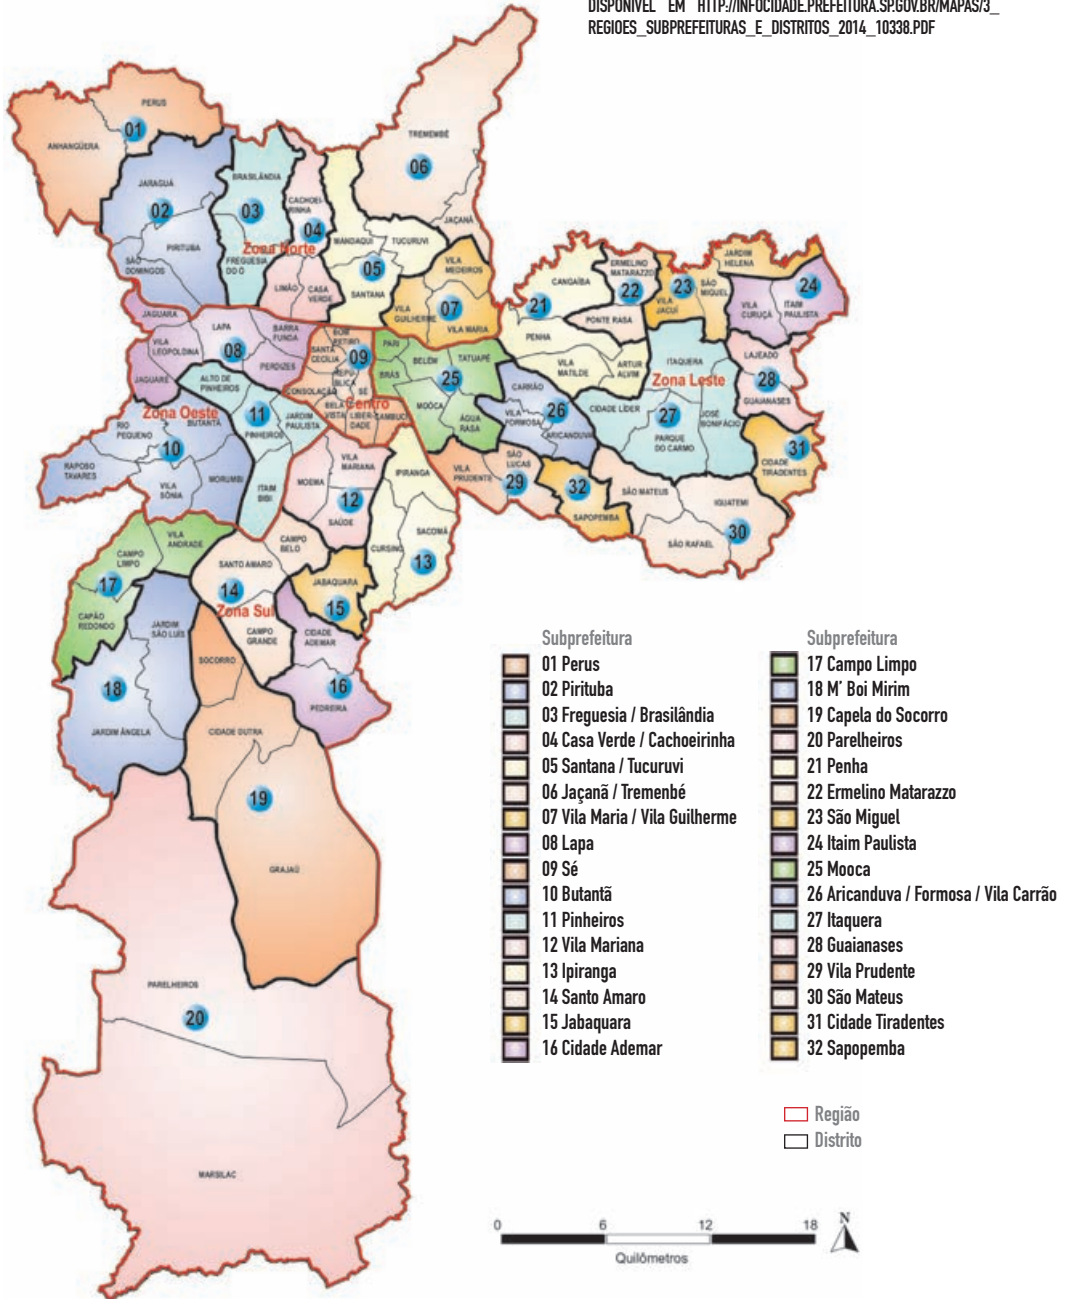 DISPONÍVEL EM HTTP://INFOCIDADE.PREFEITURA.SP.GOV.BR/MAPAS/3_
REGIOES_SUBPREFEITURAS_E_DISTRITOS_2014_10338.PDF
PERUS
01
ANHANGÜERA
TREMEMBÉ
06
JAÇANÃ
JARAGUÁ
02
PIRITUBA
SÃO
DOMINGOS
BRASILÂNDIA
03
FREGUESIA
DO Ó
Zona Norte
CACHOEI-
RINHA
04
LIMÃO
CASA
VERDE
MANDAQUI
TUCURUVI
05
SANTANA
VILA
MEDEIROS
07
VILA
GUILHERME
VILA MARIA
CANGAÍBA
21
PENHA
VILA
MATILDE
ARTUR
ALVIM
ERMELINO
MATARAZZO
22
PONTE RASA
23
VILA
JACUÍ
SÃO
MIGUEL
JARDIM
HELENA
24
VILA
CURUÇÁ
ITAIM
PAULISTA
LAJEADO
28
GUAIANASES
JAGUARA
VILA
LEOPOLDINA
JAGUARÉ
LAPA
08
BARRA
FUNDA
PERDIZES
BOM
RETIRO
09
SANTA
CECÍLIA
REPÚ-
BLICA
SÉ
CONSOLAÇÃO
Centro
BELA
VISTA
LIBER-
DADE
CAMBUCI
PARI
BRÁS
BELÉM
TATUAPÉ
25
MOÓCA
ÁGUA
RASA
CARRÃO
26
VILA
FORMOSA
ARICANDUVA
ITAQUERA
Zona Leste
CIDADE LÍDER
27
JOSÉ
BONIFÁCIO
PARQUE
DO CARMO
31
CIDADE
TIRADENTES
ALTO DE
PINHEIROS
11
PINHEIROS
JARDIM
PAULISTA
ITAIM
BIBI
Zona Oeste
RIO
PEQUENO
BUTANTÃ
10
RAPOSO
TAVARES
VILA
SÔNIA
MORUMBI
VILA
MARIANA
MOEMA
12
SAÚDE
IPIRANGA
SACOMÃ
CURSINO
13
VILA
PRUDENTE
SÃO
LUCAS
29
32
SAPOPEMBA
SÃO MATEUS
IGUATEMI
30
SÃO RAFAEL
VILA
ANDRADE
CAMPO
LIMPO
17
CAPÃO
REDONDO
CAMPO
BELO
SANTO AMARO
14
Zona Sul
CAMPO
GRANDE
JABAQUARA
15
CIDADE
ADEMAR
16
PEDREIRA
JARDIM
SÃO LUÍS
18
JARDIM ÂNGELA
SOCORRO
CIDADE DUTRA
19
GRAJAÚ
PARELHEIROS
20
MARSILAC
Subprefeitura
01 Perus
02 Pirituba
03 Freguesia / Brasilândia
04 Casa Verde / Cachoeirinha
05 Santana / Tucuruvi
06 Jaçanã / Tremenbé
07 Vila Maria / Vila Guilherme
08 Lapa
09 Sé
10 Butantã
11 Pinheiros
12 Vila Mariana
13 Ipiranga
14 Santo Amaro
15 Jabaquara
16 Cidade Ademar
Subprefeitura
17 Campo Limpo
18 M' Boi Mirim
19 Capela do Socorro
20 Parelheiros
21 Penha
22 Ermelino Matarazzo
23 São Miguel
24 Itaim Paulista
25 Mooca
26 Aricanduva / Formosa / Vila Carrão
27 Itaquera
28 Guaianases
29 Vila Prudente
30 São Mateus
31 Cidade Tiradentes
32 Sapopemba
Região
Distrito
0 6 12 18
Quilômetros
N